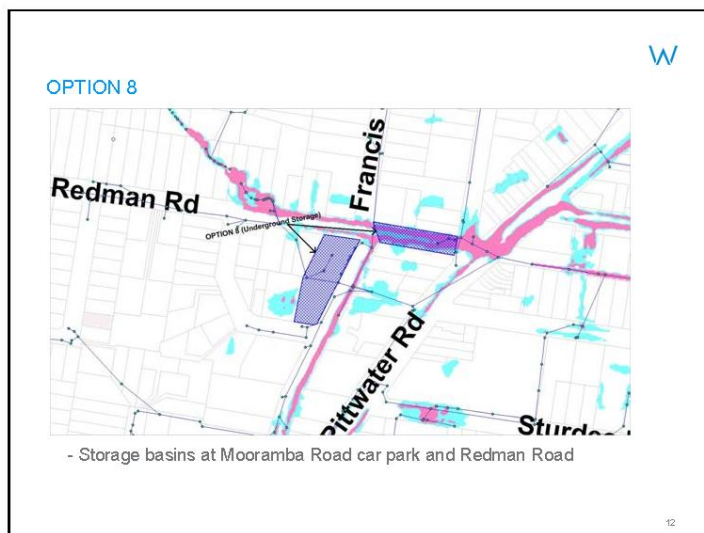 W
OPTION 8
Francis
Redman Rd
OPTION 8 (Underground Storage)
Pittwater Rd
- Storage basins at Mooramba Road car park and Redman Road
12